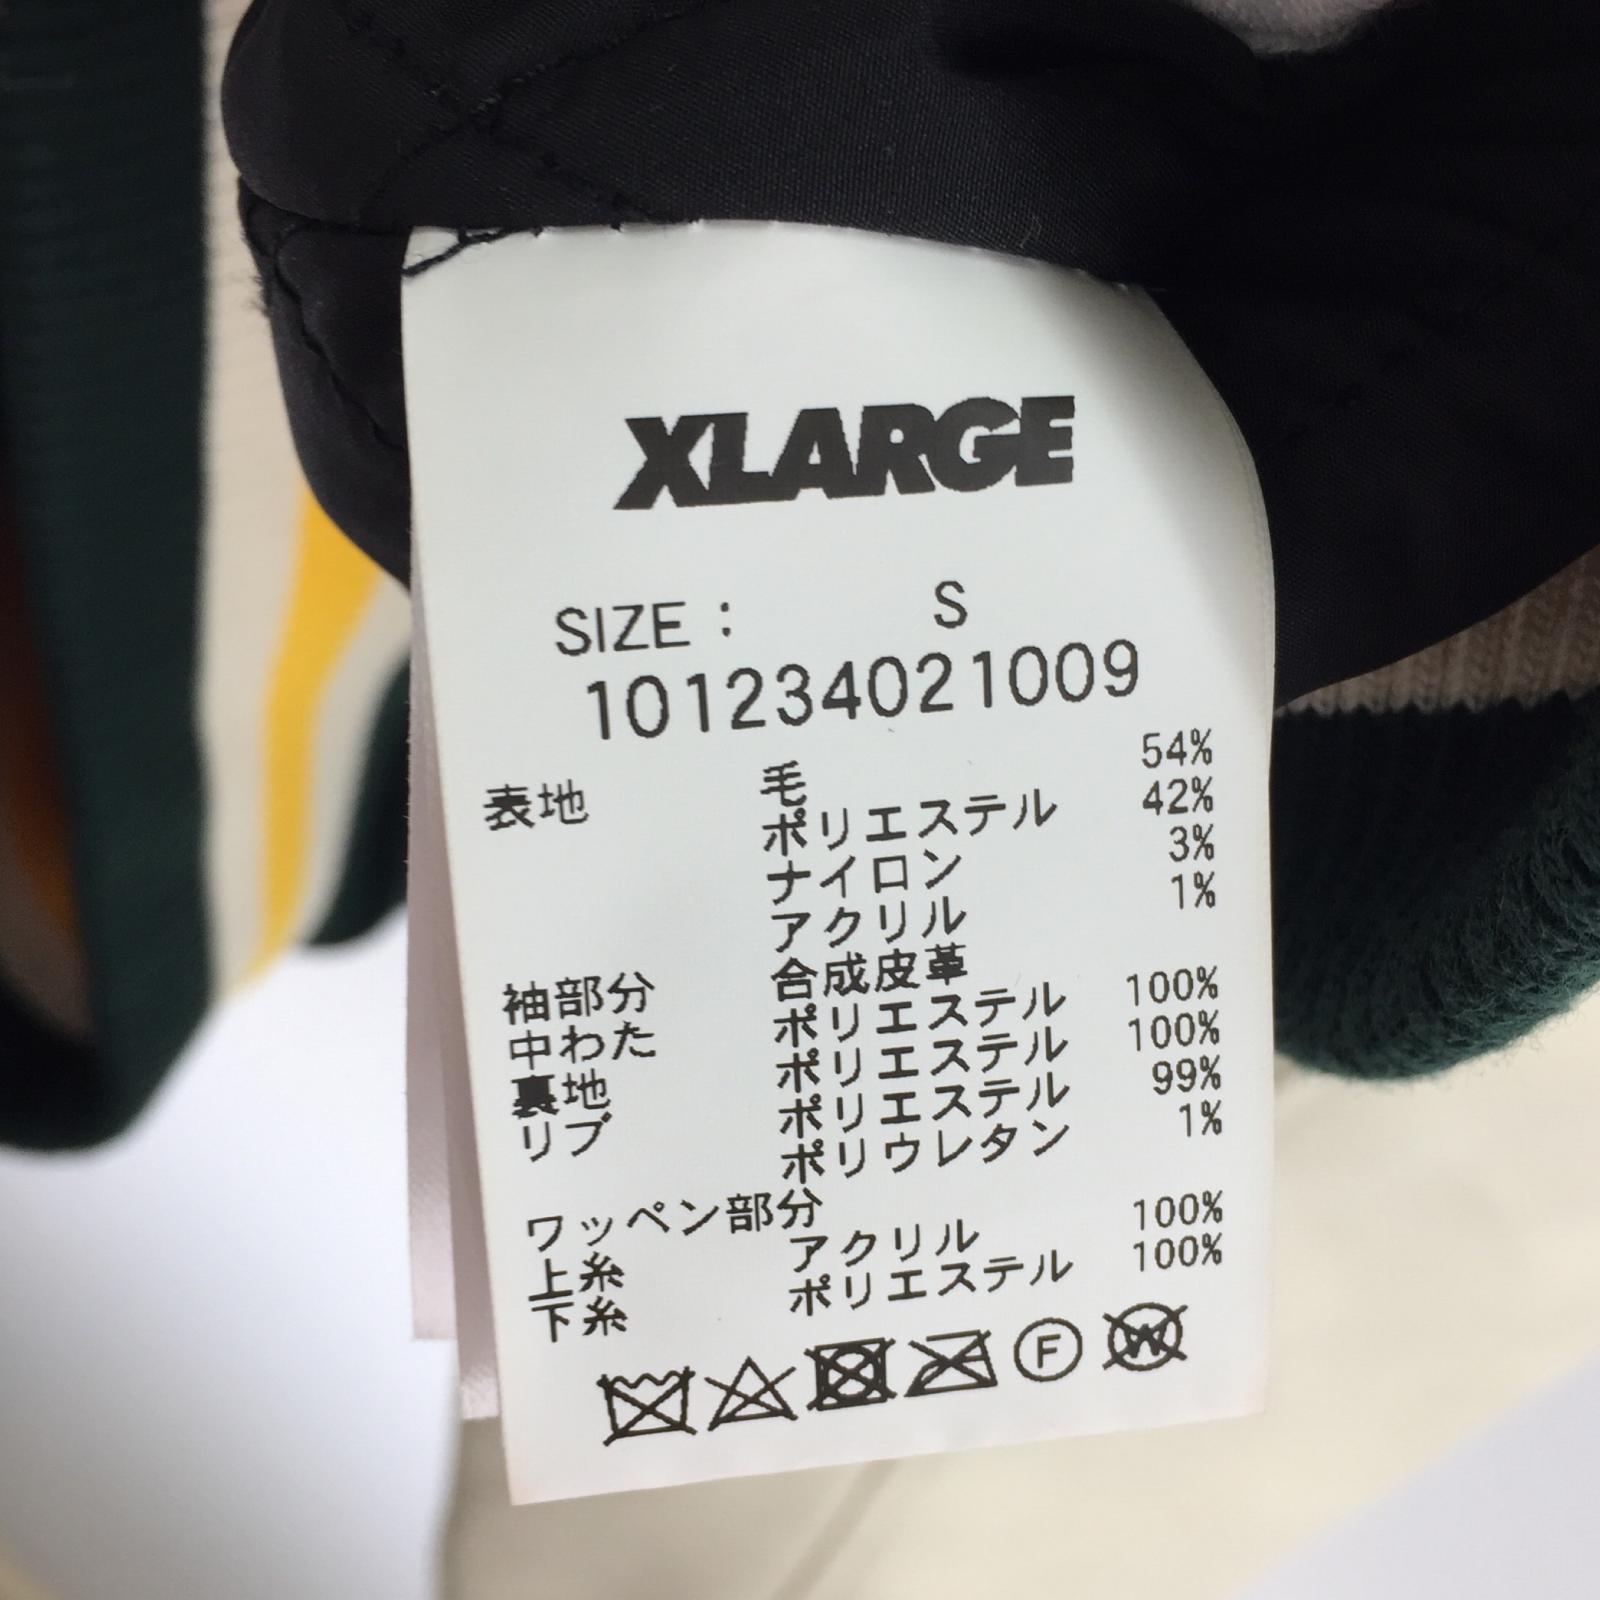 XLARGE
SIZE : S
101234021009
表地 毛 54%
ポリエステル 42%
ナイロン 3%
アクリル 1%
袖部分 合成皮革
中わた ポリエステル 100%
裏地 ポリエステル 100%
リブ ポリエステル 99%
ポリウレタン 1%
ワッペン部分
上糸 アクリル 100%
下糸 ポリエステル 100%
F W